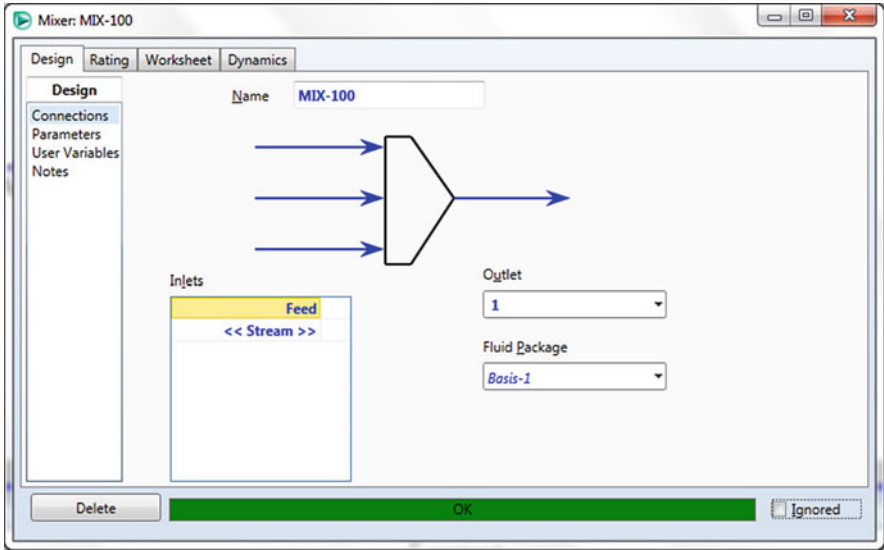 Mixer: MIX-100
Design Rating Worksheet Dynamics
Design
Connections
Parameters
User Variables
Notes
Name MIX-100
Inlets
Feed
<< Stream >>
Outlet
1
Fluid Package
Basis-1
Delete OK Ignored